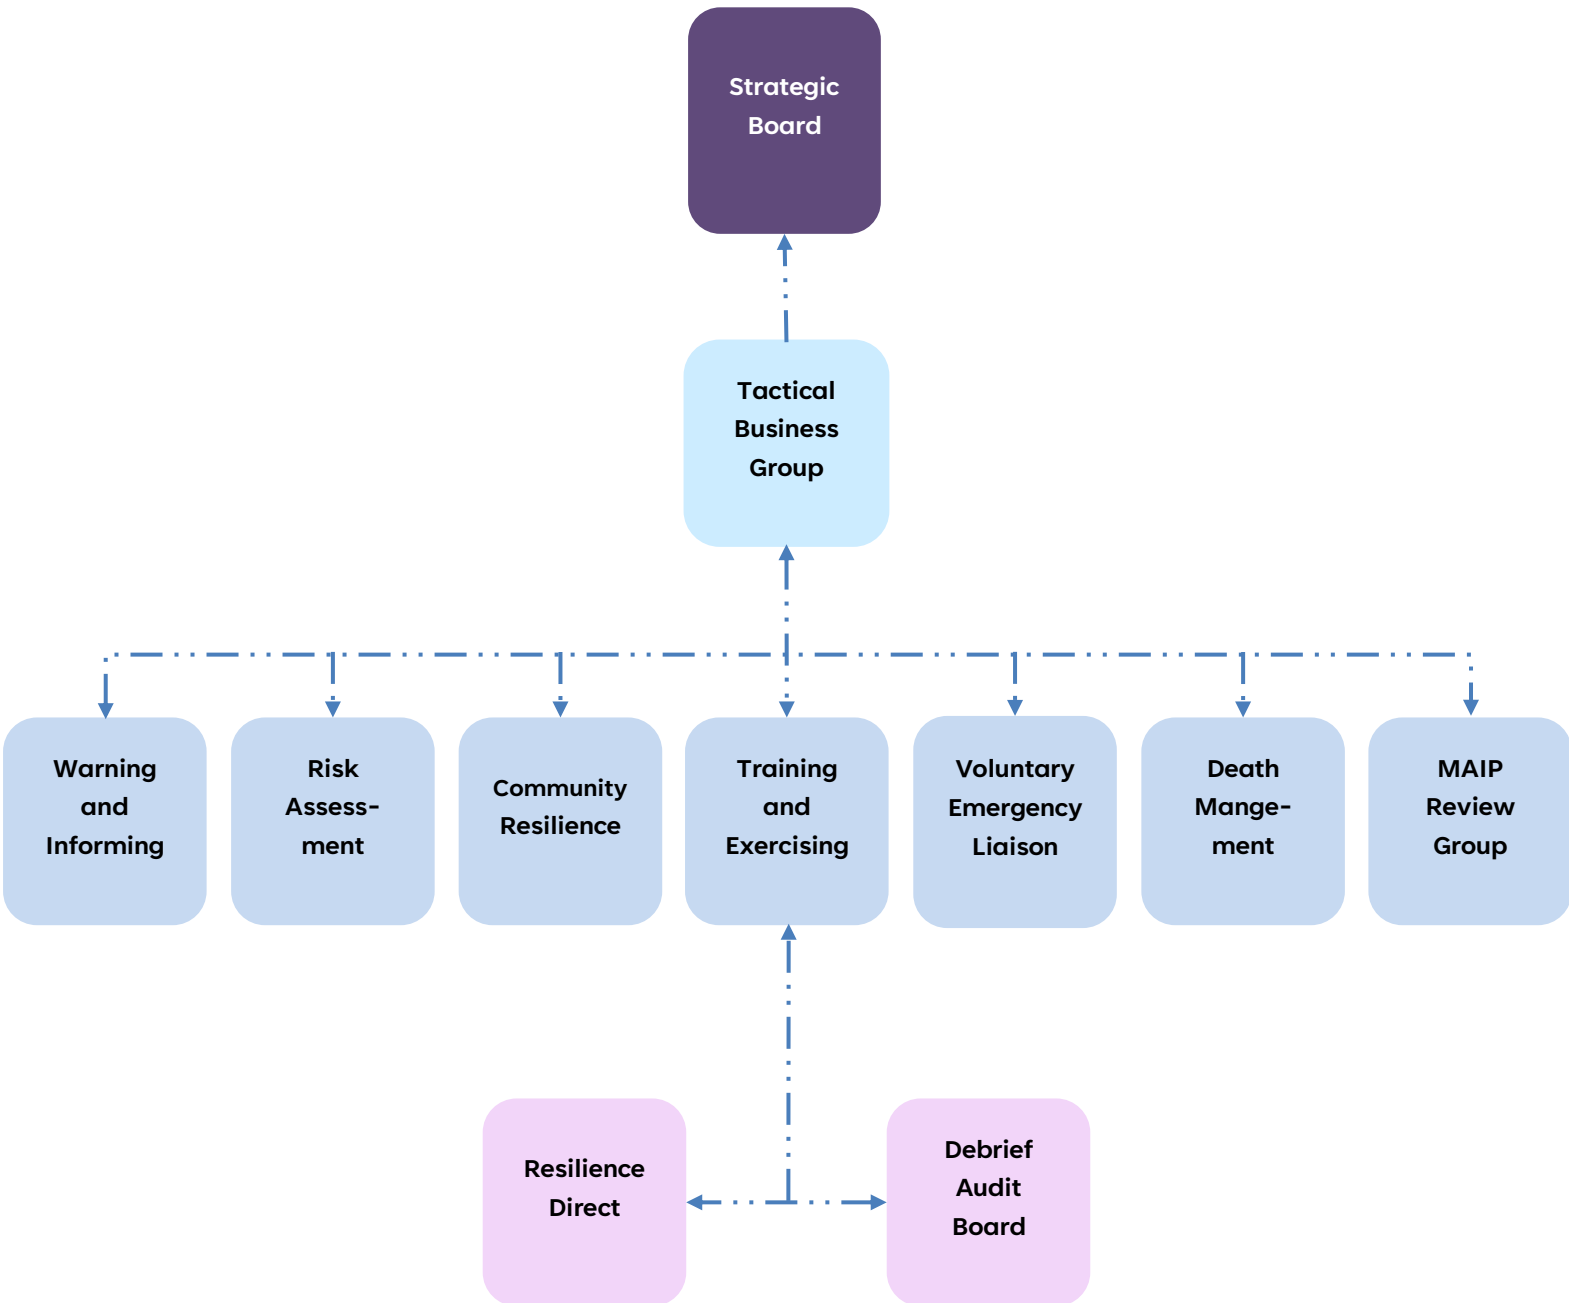 Strategic
Board
Tactical
Business
Group
Warning
and
Informing
Risk
Assess-
ment
Community
Resilience
Training
and
Exercising
Voluntary
Emergency
Liaison
Death
Mange-
ment
MAIP
Review
Group
Resilience
Direct
Debrief
Audit
Board